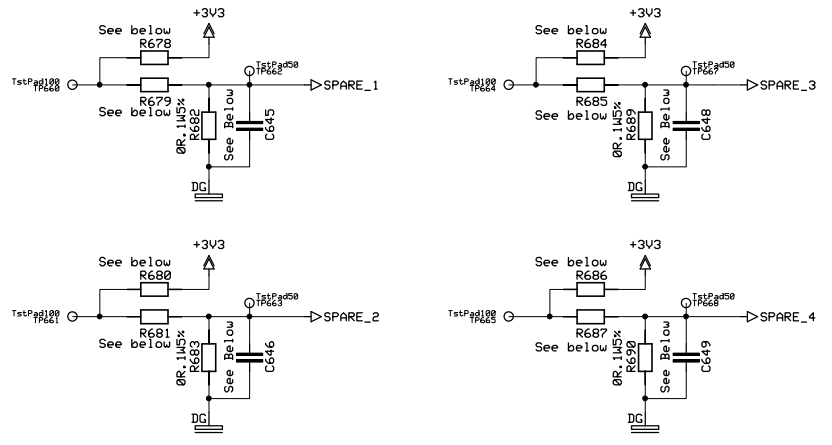 +3V3
See below
R678
TstPad50
TP662
TstPad100
TP660
SPARE_1
R679
See below
0R.1W5%
R682
See Below
C645
DG
+3V3
See below
R684
TstPad50
TP667
TstPad100
TP664
SPARE_3
R685
See below
0R.1W5%
R689
See Below
C648
DG
+3V3
See below
R680
TstPad50
TP663
TstPad100
TP661
SPARE_2
R681
See below
0R.1W5%
R683
See Below
C646
DG
+3V3
See below
R686
TstPad50
TP668
TstPad100
TP665
SPARE_4
R687
See below
0R.1W5%
R690
See Below
C649
DG